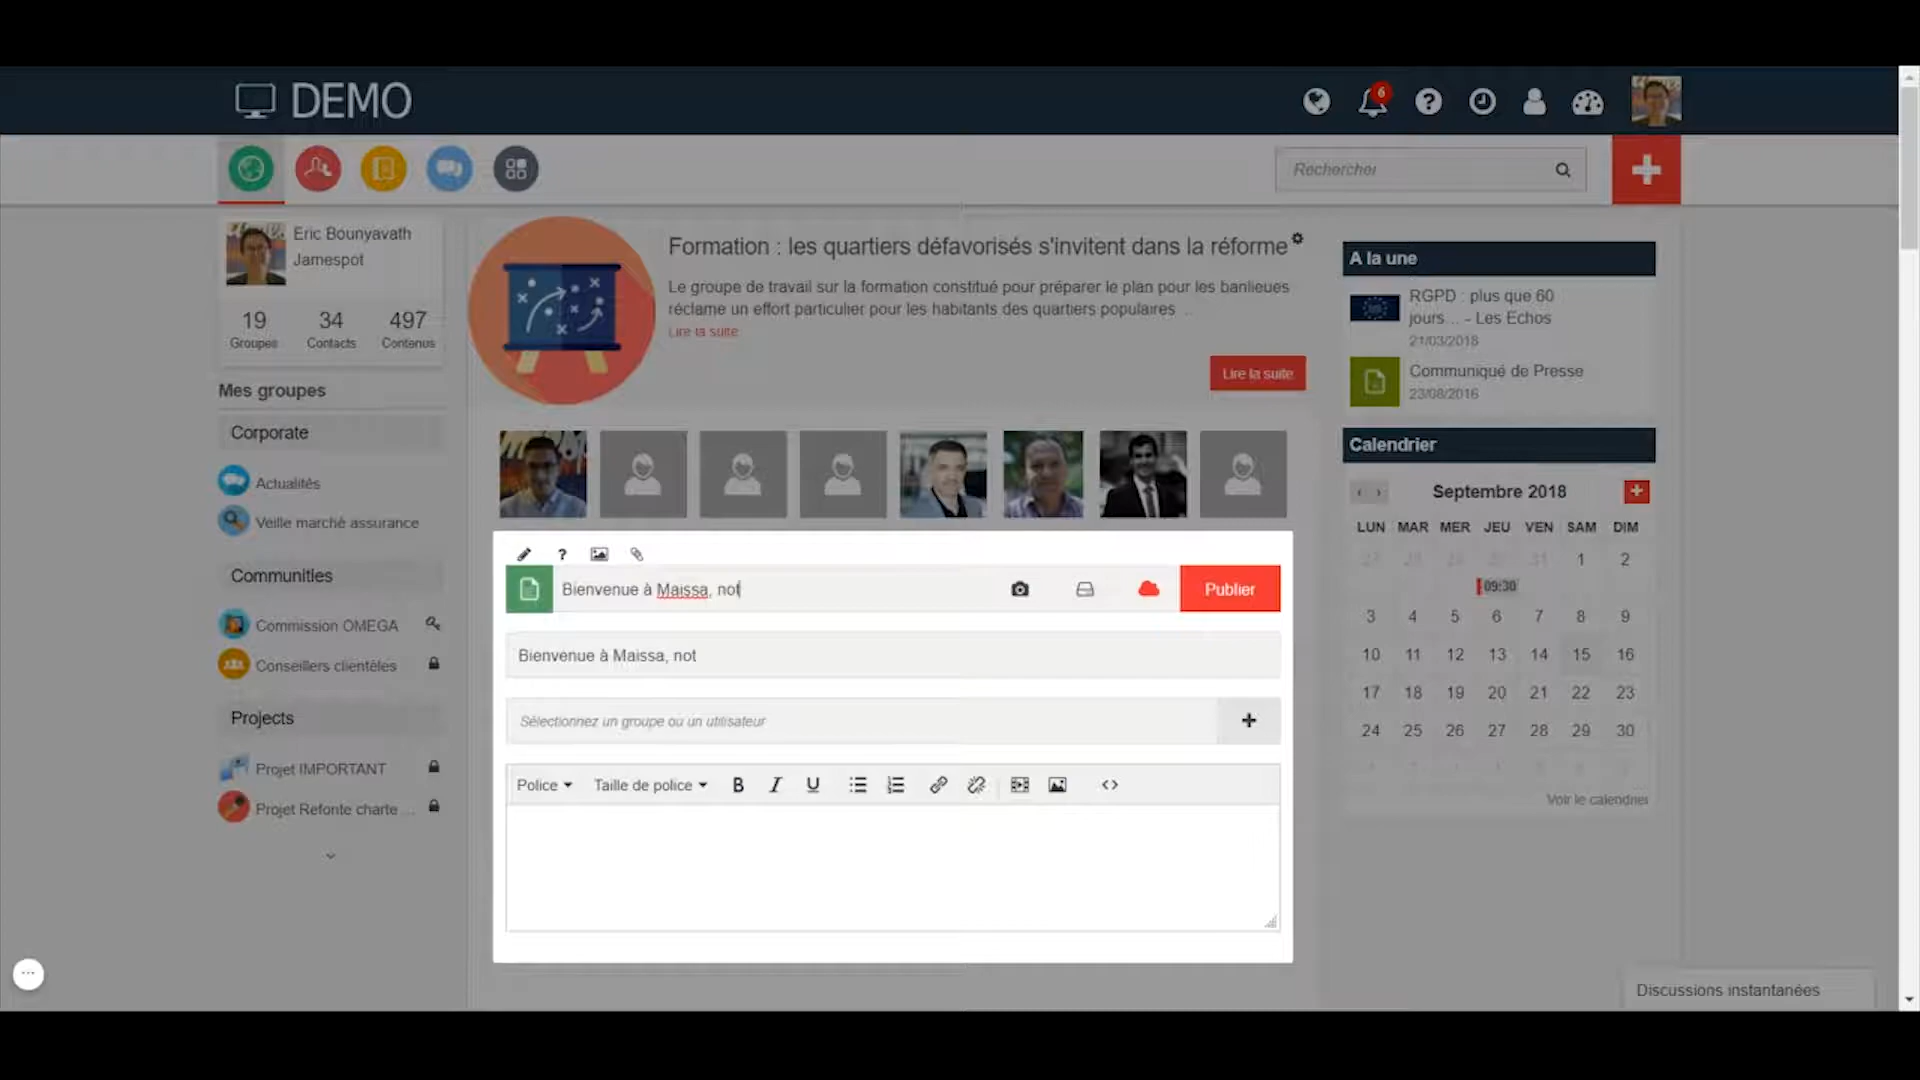 DEMO
6
Rechercher
Eric Bounyavath
Jamespot
19
34
497
Groupes
Contacts
Contenus
Mes groupes
Corporate
Actualités
Veille marché assurance
Communities
Commission OMEGA
Conseillers clientèles
Projects
Projet IMPORTANT
Projet Refonte charte ...
Formation : les quartiers défavorisés s'invitent dans la réforme
Le groupe de travail sur la formation constitué pour préparer le plan pour les banlieues
réclame un effort particulier pour les habitants des quartiers populaires ...
Lire la suite
Lire la suite
Bienvenue à Maissa, not
Publier
Bienvenue à Maissa, not
Sélectionnez un groupe ou un utilisateur
Police
Taille de police
B I U
A la une
RGPD : plus que 60
jours... - Les Echos
21/03/2018
Communiqué de Presse
23/08/2016
Calendrier
Septembre 2018
LUN MAR MER JEU VEN SAM DIM
27 28 29 30 31 1 2
09:30
3 4 5 6 7 8 9
10 11 12 13 14 15 16
17 18 19 20 21 22 23
24 25 26 27 28 29 30
Voir le calendrier
Discussions instantanées